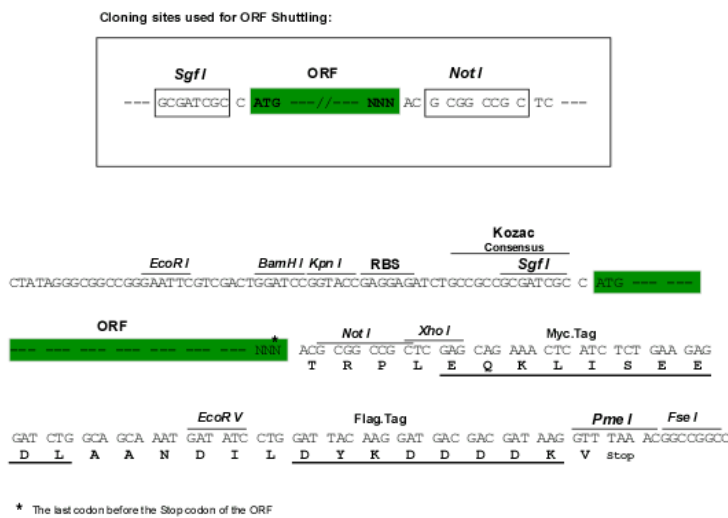 Cloning sites used for ORF Shuttling:
Sgf I ORF Not I
--- GCGATCGC C ATG ---//--- NNN AC G CGG CCG C TC ---
Kozac
Consensus
EcoR I BamH I Kpn I RBS Sgf I
CTATAGGGCGGCCGGGAATTCGTCGACTGGATCCGGTACCGAGGAGATCTGCCGCCGCGATCGC C ATG --- --- ---
ORF * Not I Xho I Myc.Tag
--- --- --- --- --- --- --- --- --- NNN ACG CGG CCG CTC GAG CAG AAA CTC ATC TCT GAA GAG
T R P L E Q K L I S E E
EcoR V Flag.Tag Pme I Fse I
GAT CTG GCA GCA AAT GAT ATC CTG GAT TAC AAG GAT GAC GAC GAT AAG GTT TAA ACGGCCGGCC
D L A A N D I L D Y K D D D D K V Stop
* The last codon before the Stop codon of the ORF